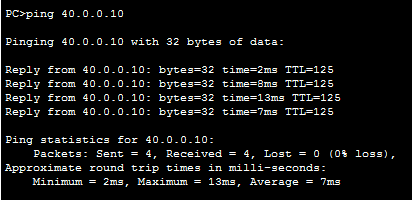 PC>ping 40.0.0.10
Pinging 40.0.0.10 with 32 bytes of data:
Reply from 40.0.0.10: bytes=32 time=2ms TTL=125
Reply from 40.0.0.10: bytes=32 time=8ms TTL=125
Reply from 40.0.0.10: bytes=32 time=13ms TTL=125
Reply from 40.0.0.10: bytes=32 time=7ms TTL=125
Ping statistics for 40.0.0.10:
Packets: Sent = 4, Received = 4, Lost = 0 (0% loss),
Approximate round trip times in milli-seconds:
Minimum = 2ms, Maximum = 13ms, Average = 7ms